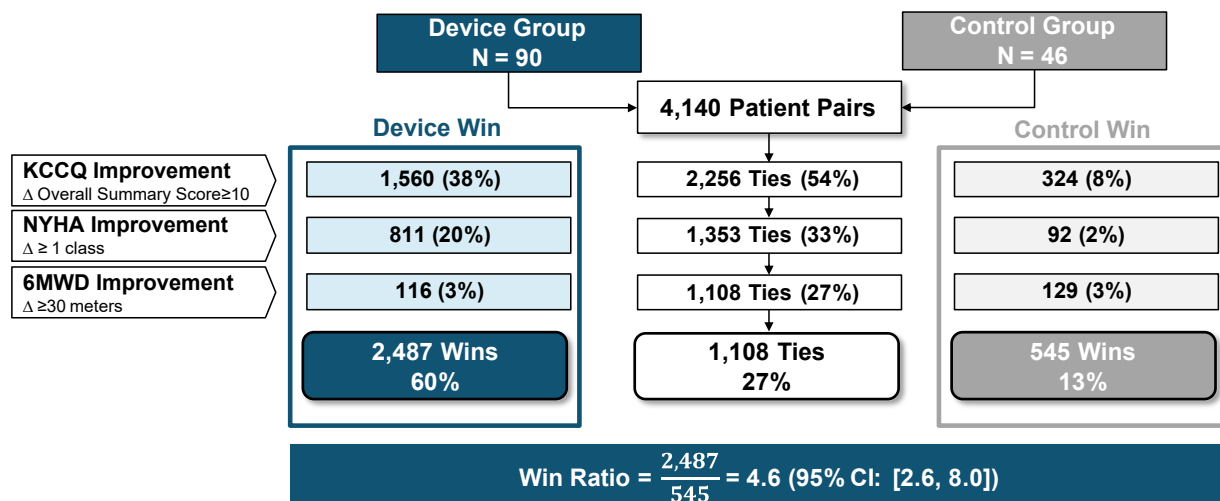 Device Group
N = 90
Control Group
N = 46
4,140 Patient Pairs
Device Win
Control Win
KCCQ Improvement
Δ Overall Summary Score≥10
1,560 (38%)
2,256 Ties (54%)
324 (8%)
NYHA Improvement
Δ ≥ 1 class
811 (20%)
1,353 Ties (33%)
92 (2%)
6MWD Improvement
Δ ≥30 meters
116 (3%)
1,108 Ties (27%)
129 (3%)
2,487 Wins
60%
1,108 Ties
27%
545 Wins
13%
Win Ratio = 2,487/545 = 4.6 (95% CI: [2.6, 8.0])